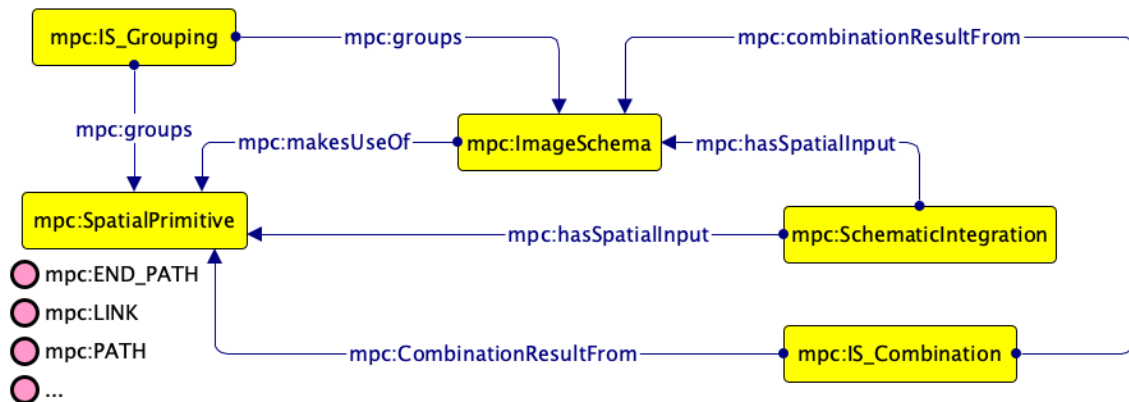 mpc:IS_Grouping
mpc:groups
mpc:combinationResultFrom
mpc:groups
mpc:makesUseOf
mpc:ImageSchema
mpc:hasSpatialInput
mpc:SpatialPrimitive
mpc:hasSpatialInput
mpc:SchematicIntegration
mpc:END_PATH
mpc:LINK
mpc:PATH
mpc:CombinationResultFrom
mpc:IS_Combination
...